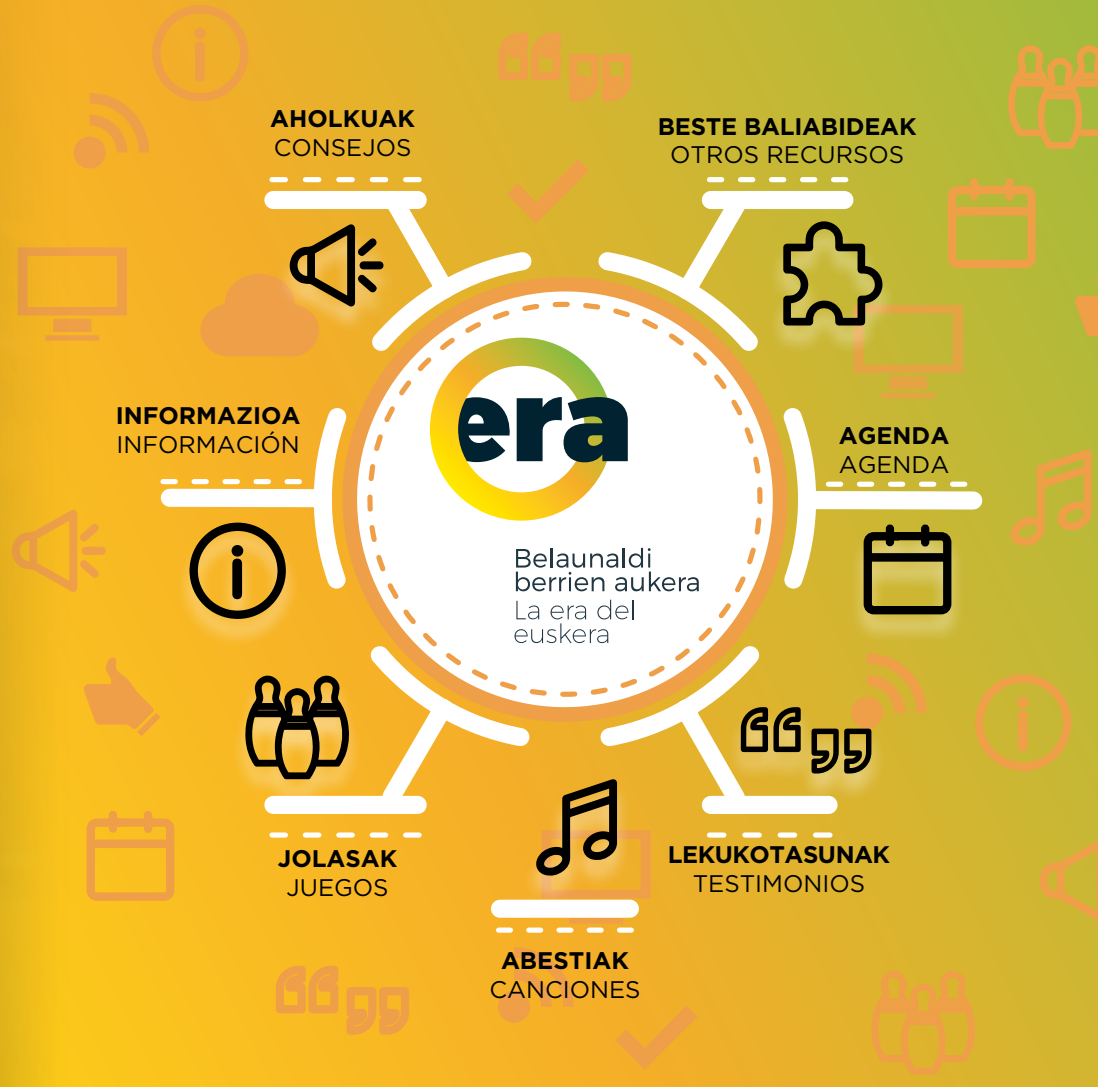 AHOLKUAK
CONSEJOS
BESTE BALIABIDEAK
OTROS RECURSOS
INFORMAZIOA
INFORMACIÓN
era
AGENDA
AGENDA
Belaunaldi
berrien aukera
La era del
euskera
JOLASAK
JUEGOS
LEKUKOTASUNAK
TESTIMONIOS
ABESTIAK
CANCIONES